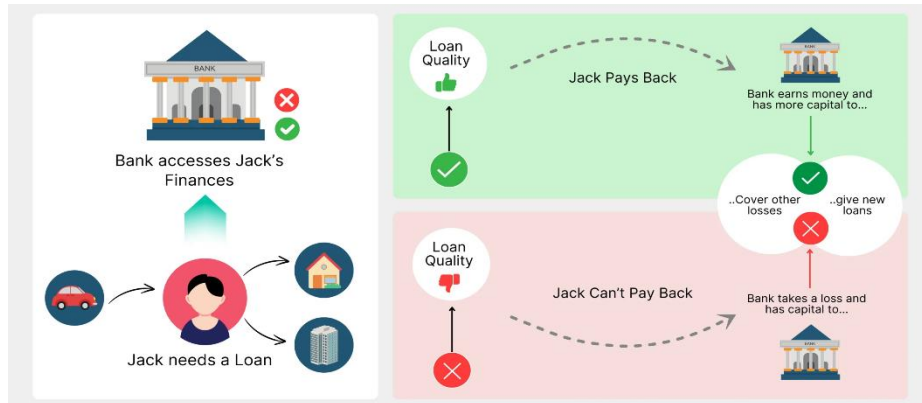 BANK
Bank accesses Jack's
Finances
Jack needs a Loan
Loan
Quality
Jack Pays Back
BANK
Bank earns money and
has more capital to...
..Cover other
losses
..give new
loans
Loan
Quality
Jack Can't Pay Back
Bank takes a loss and
has capital to...
BANK